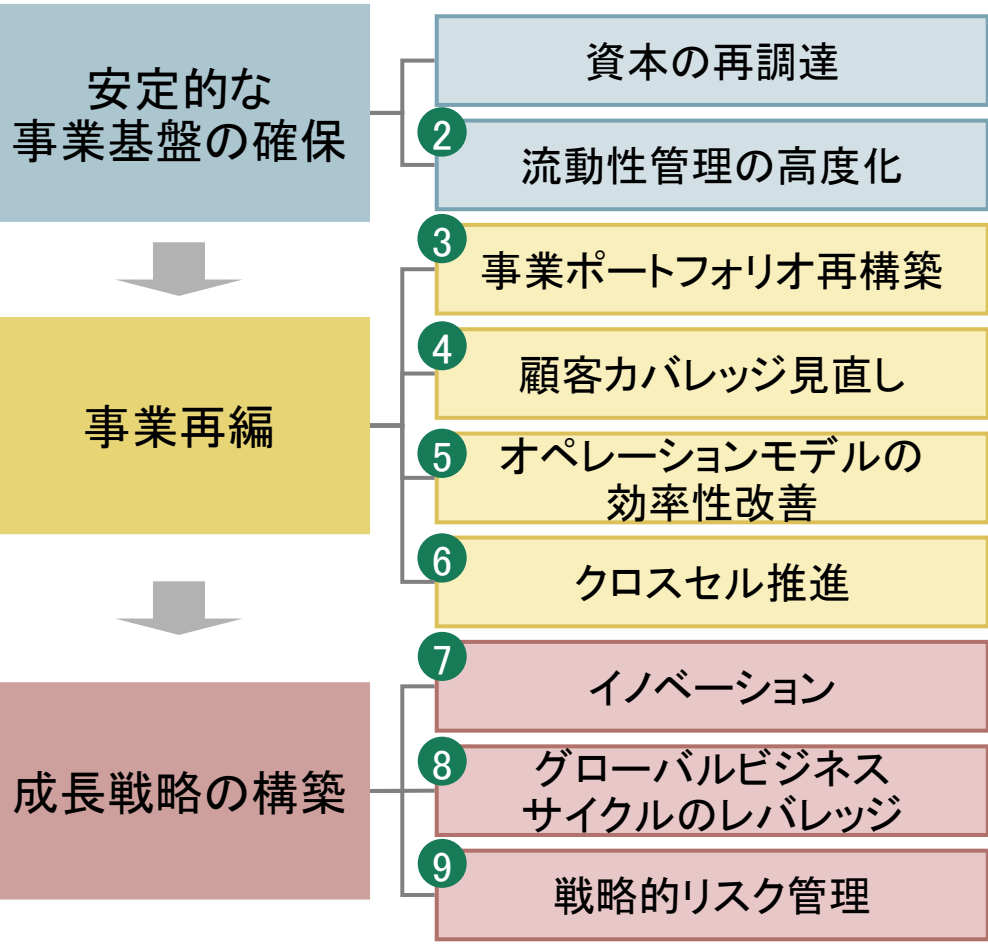 安定的な
事業基盤の確保
資本の再調達
2
流動性管理の高度化
事業再編
3
事業ポートフォリオ再構築
4
顧客カバレッジ見直し
5
オペレーションモデルの
効率性改善
6
クロスセル推進
成長戦略の構築
7
イノベーション
8
グローバルビジネス
サイクルのレバレッジ
9
戦略的リスク管理